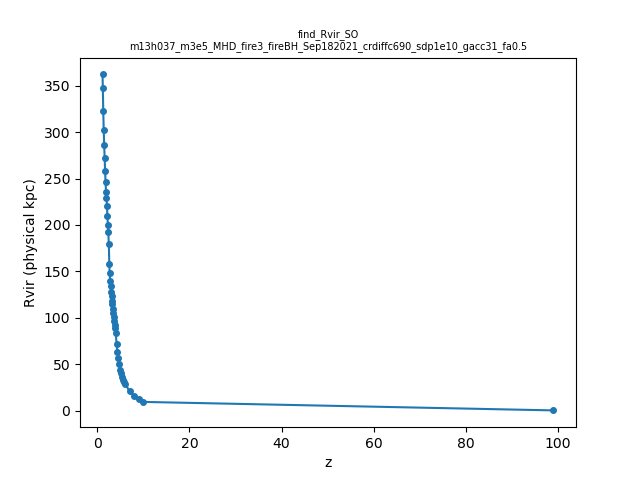 find_Rvir_SO
m13h037_m3e5_MHD_fire3_fireBH_Sep182021_crdiffc690_sdp1e10_gacc31_fa0.5
350
300
250
200
150
100
50
0
Rvir (physical kpc)
0 20 40 60 80 100
z